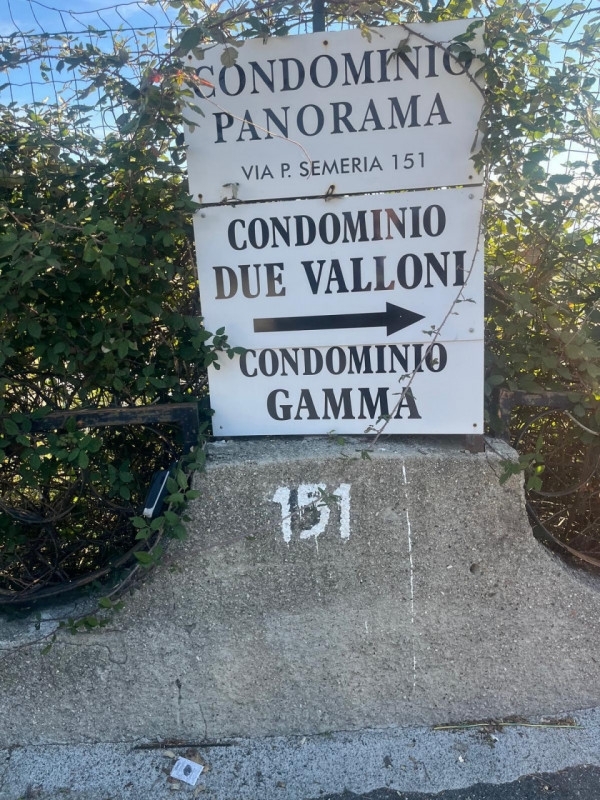 CONDOMINIO
PANORAMA
VIA P. SEMERIA 151
CONDOMINIO
DUE VALLONI
CONDOMINIO
GAMMA
151